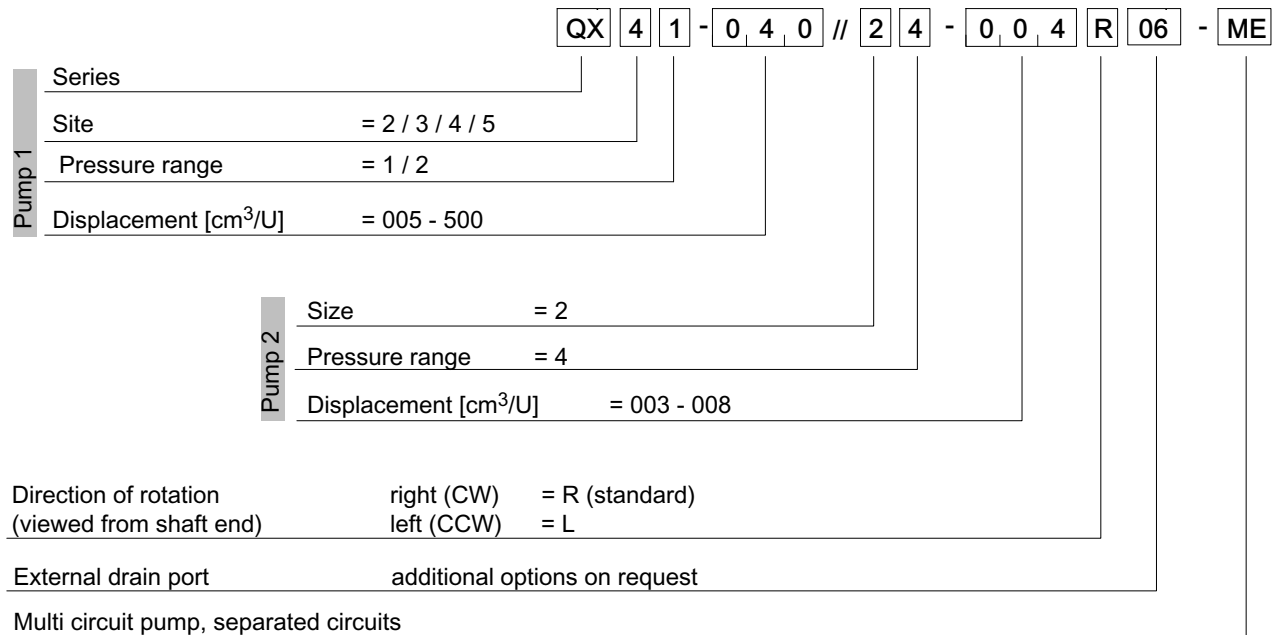 QX 4 1 - 0 4 0 // 2 4 - 0 0 4 R 06 - ME
Pump 1
Series
Site = 2 / 3 / 4 / 5
Pressure range = 1 / 2
Displacement [cm³/U] = 005 - 500
Pump 2
Size = 2
Pressure range = 4
Displacement [cm³/U] = 003 - 008
Direction of rotation right (CW) = R (standard)
(viewed from shaft end) left (CCW) = L
External drain port additional options on request
Multi circuit pump, separated circuits